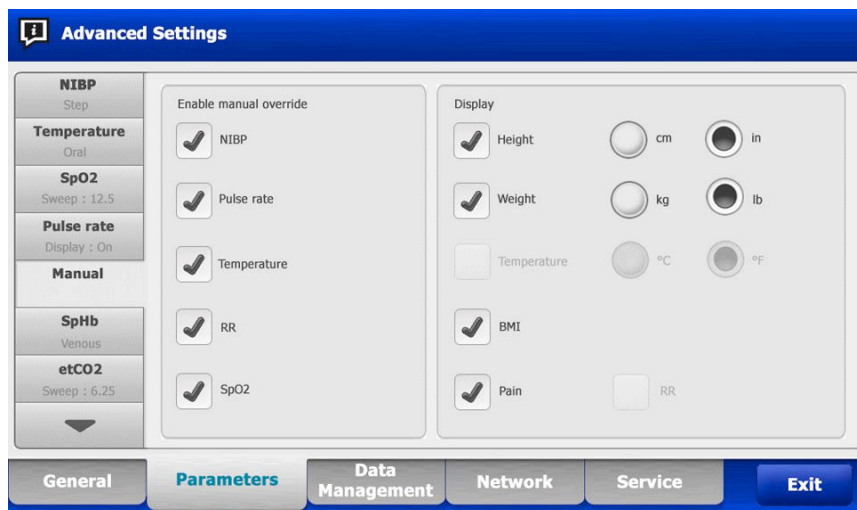 Advanced Settings
NIBP
Step
Temperature
Oral
SpO2
Sweep : 12.5
Pulse rate
Display : On
Manual
SpHb
Venous
etCO2
Sweep : 6.25
Enable manual override
NIBP
Pulse rate
Temperature
RR
SpO2
Display
Height cm in
Weight kg lb
Temperature °C °F
BMI
Pain RR
General
Parameters
Data
Management
Network
Service
Exit